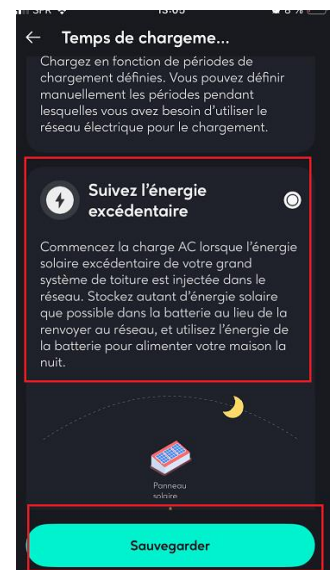 SFR
13:05
8 %
Temps de chargeme...
Chargez en fonction de périodes de
chargement définies. Vous pouvez définir
manuellement les périodes pendant
lesquelles vous avez besoin d'utiliser le
réseau électrique pour le chargement.
Suivez l'énergie
excédentaire
Commencez la charge AC lorsque l'énergie
solaire excédentaire de votre grand
système de toiture est injectée dans le
réseau. Stockez autant d'énergie solaire
que possible dans la batterie au lieu de la
renvoyer au réseau, et utilisez l'énergie de
la batterie pour alimenter votre maison la
nuit.
Panneau
solaire
Sauvegarder